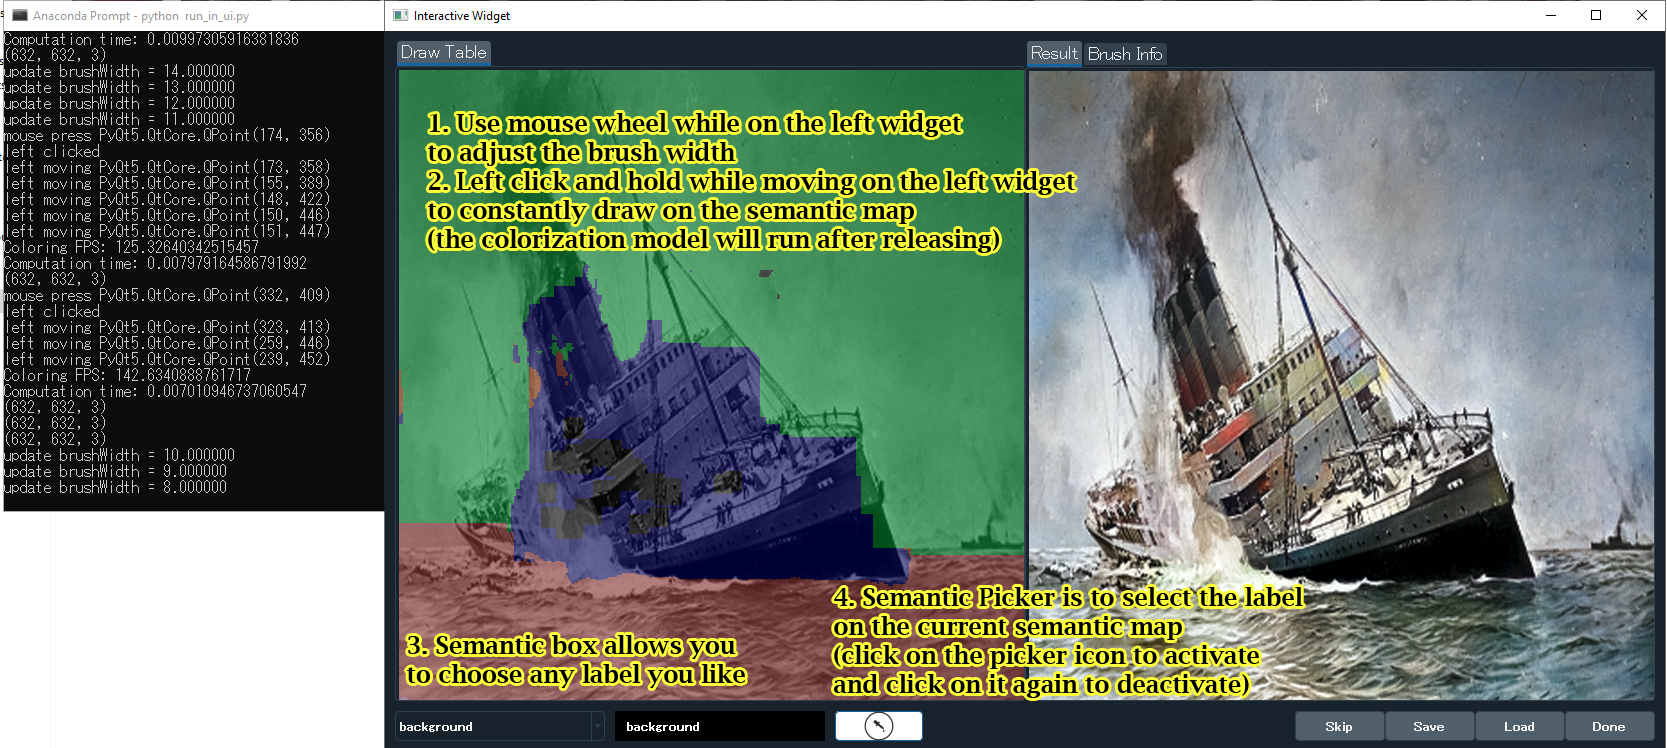 Anaconda Prompt - python  run_in_ui.py
Computation time: 0.00997305916381836
(632, 632, 3)
update brushWidth = 14.000000
update brushWidth = 13.000000
update brushWidth = 12.000000
update brushWidth = 11.000000
mouse press PyQt5.QtCore.QPoint(174, 356)
left clicked
left moving PyQt5.QtCore.QPoint(173, 358)
left moving PyQt5.QtCore.QPoint(155, 389)
left moving PyQt5.QtCore.QPoint(148, 422)
left moving PyQt5.QtCore.QPoint(150, 446)
left moving PyQt5.QtCore.QPoint(151, 447)
Coloring FPS: 125.32640342515457
Computation time: 0.007979164586791992
(632, 632, 3)
mouse press PyQt5.QtCore.QPoint(332, 409)
left clicked
left moving PyQt5.QtCore.QPoint(323, 413)
left moving PyQt5.QtCore.QPoint(259, 446)
left moving PyQt5.QtCore.QPoint(239, 452)
Coloring FPS: 142.6340888761717
Computation time: 0.007010946737060547
(632, 632, 3)
(632, 632, 3)
(632, 632, 3)
update brushWidth = 10.000000
update brushWidth = 9.000000
update brushWidth = 8.000000
Interactive Widget
Draw Table
Result
Brush Info
1. Use mouse wheel while on the left widget
to adjust the brush width
2. Left click and hold while moving on the left widget
to constantly draw on the semantic map
(the colorization model will run after releasing)
3. Semantic box allows you
to choose any label you like
4. Semantic Picker is to select the label
on the current semantic map
(click on the picker icon to activate
and click on it again to deactivate)
background
background
Skip
Save
Load
Done